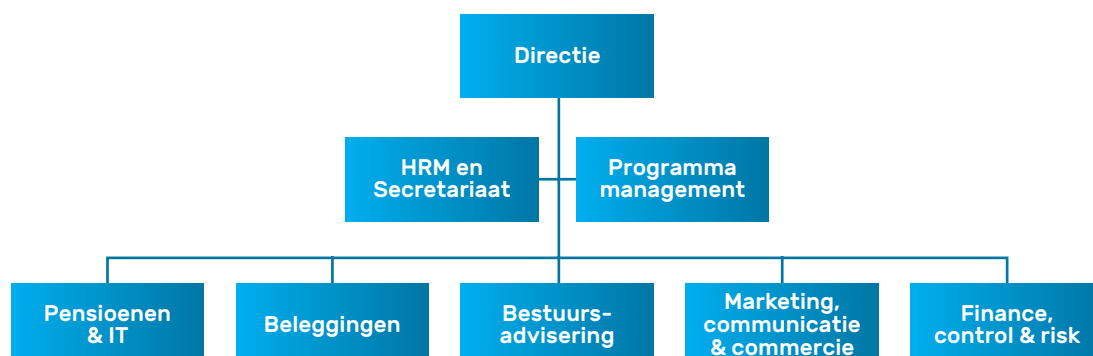 Directie
HRM en
Secretariaat
Programma
management
Pensioenen
& IT
Beleggingen
Bestuurs-
advisering
Marketing,
communicatie
& commercie
Finance,
control & risk